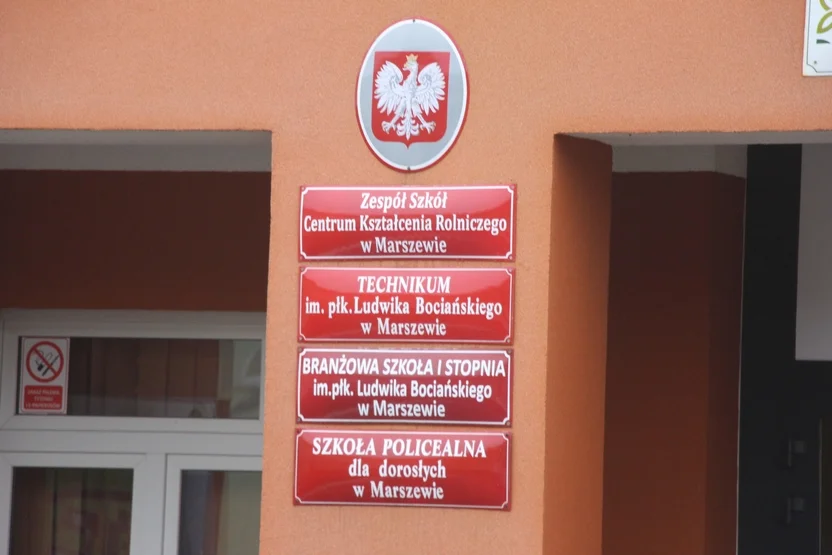 Zespół Szkół
Centrum Kształcenia Rolniczego
w Marszewie
TECHNIKUM
im. płk. Ludwika Bociańskiego
w Marszewie
BRANŻOWA SZKOŁA I STOPNIA
im.płk. Ludwika Bociańskiego
w Marszewie
SZKOŁA POLICEALNA
dla dorosłych
w Marszewie